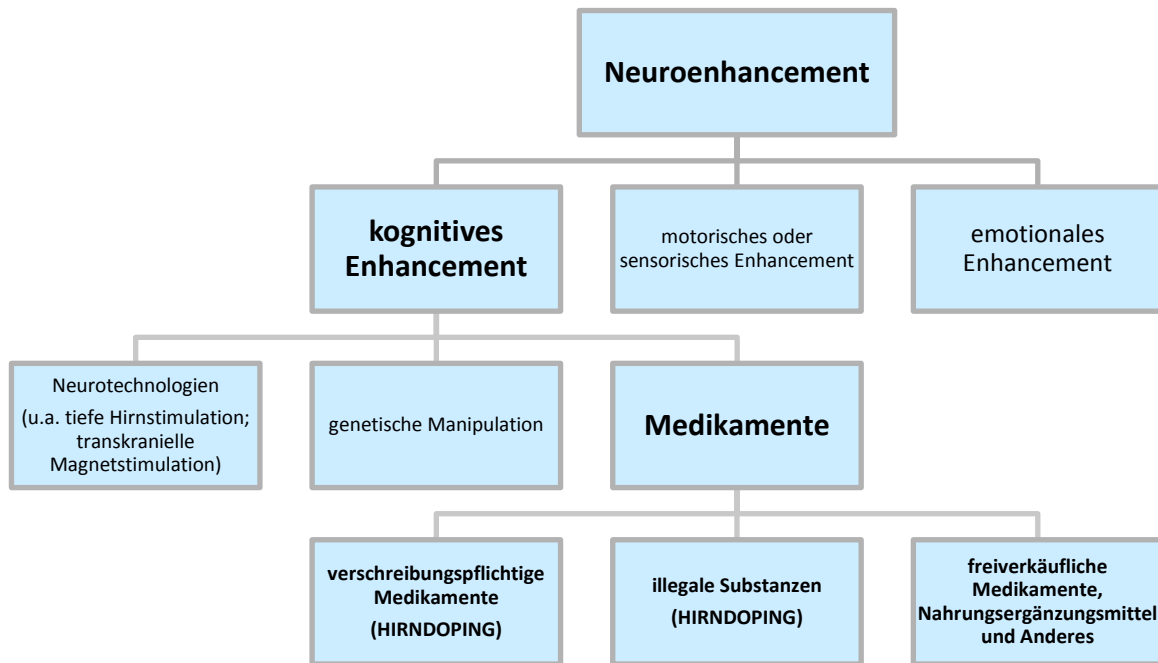 Neuroenhancement
kognitives
Enhancement
motorisches oder
sensorisches Enhancement
emotionales
Enhancement
Neurotechnologien
(u.a. tiefe Hirnstimulation;
transkranielle
Magnetstimulation)
genetische Manipulation
Medikamente
verschreibungspflichtige
Medikamente
(HIRNDOPING)
illegale Substanzen
(HIRNDOPING)
freiverkäufliche
Medikamente,
Nahrungsergänzungsmittel
und Anderes